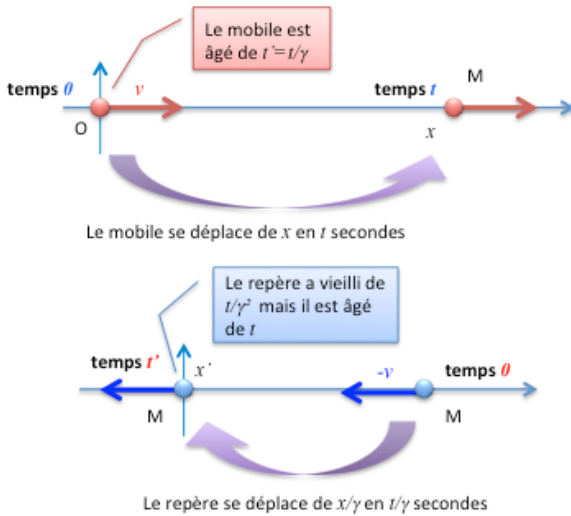 Le mobile est
âgé de t'=t/γ
temps 0
v
temps t
M
O
x
Le mobile se déplace de x en t secondes
Le repère a vieilli de
t/γ² mais il est âgé
de t
temps t'
x'
-v
temps 0
M
M
Le repère se déplace de x/γ en t/γ secondes